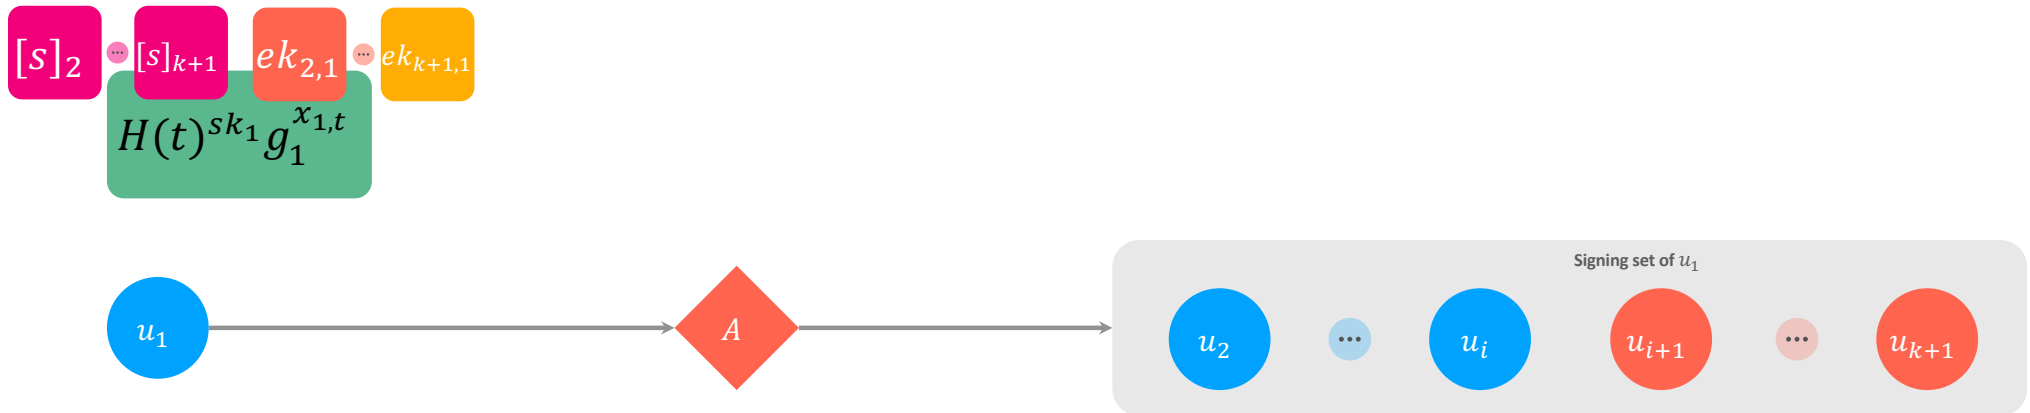 [s]₂ ... [s]ₖ₊₁ ek₂,₁ ... ekₖ₊₁,₁
H(t)^{sk₁} g₁^{x₁,t}
Signing set of u₁
u₁ A u₂ ... uᵢ uᵢ₊₁ ... uₖ₊₁